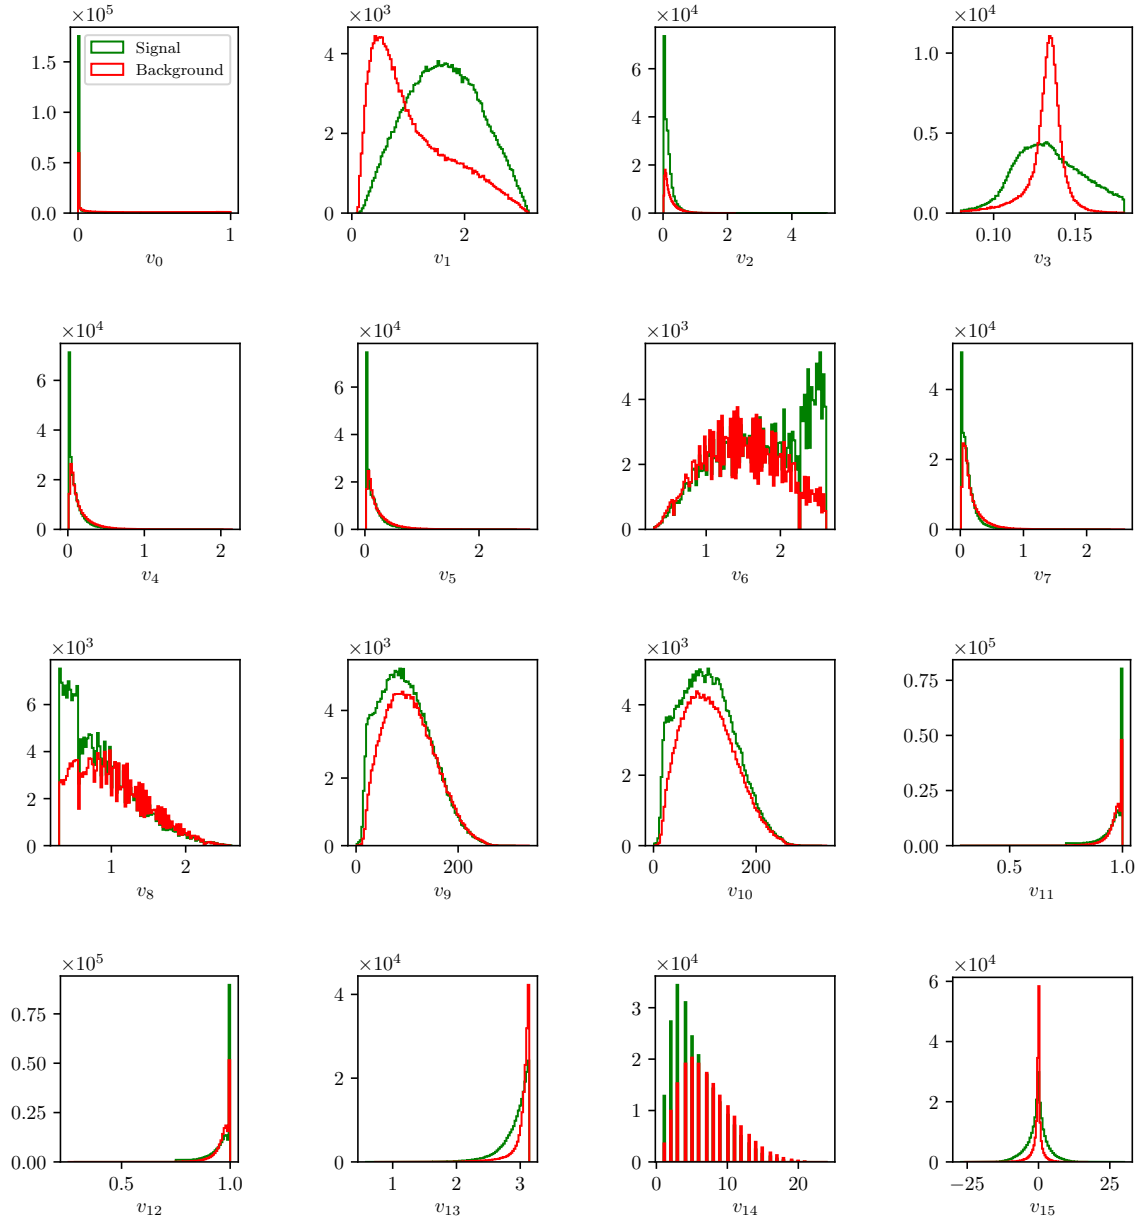 ×10⁵ ×10³ ×10⁴ ×10⁴
Signal
Background
1.5
1.0
0.5
0.0
0 1
v₀
4
2
0
0 2
v₁
6
4
2
0
0 2 4
v₂
1.0
0.5
0.0
0.10 0.15
v₃
×10⁴ ×10⁴ ×10³ ×10⁴
6
4
2
0
0 1 2
v₄
6
4
2
0
0 2
v₅
4
2
0
1 2
v₆
4
2
0
0 1 2
v₇
×10³ ×10³ ×10³ ×10⁵
6
4
2
0
1 2
v₈
4
2
0
0 200
v₉
4
2
0
0 200
v₁₀
0.75
0.50
0.25
0.00
0.5 1.0
v₁₁
×10⁵ ×10⁴ ×10⁴ ×10⁴
0.75
0.50
0.25
0.00
0.5 1.0
v₁₂
4
2
0
1 2 3
v₁₃
3
2
1
0
0 10 20
v₁₄
6
4
2
0
−25 0 25
v₁₅